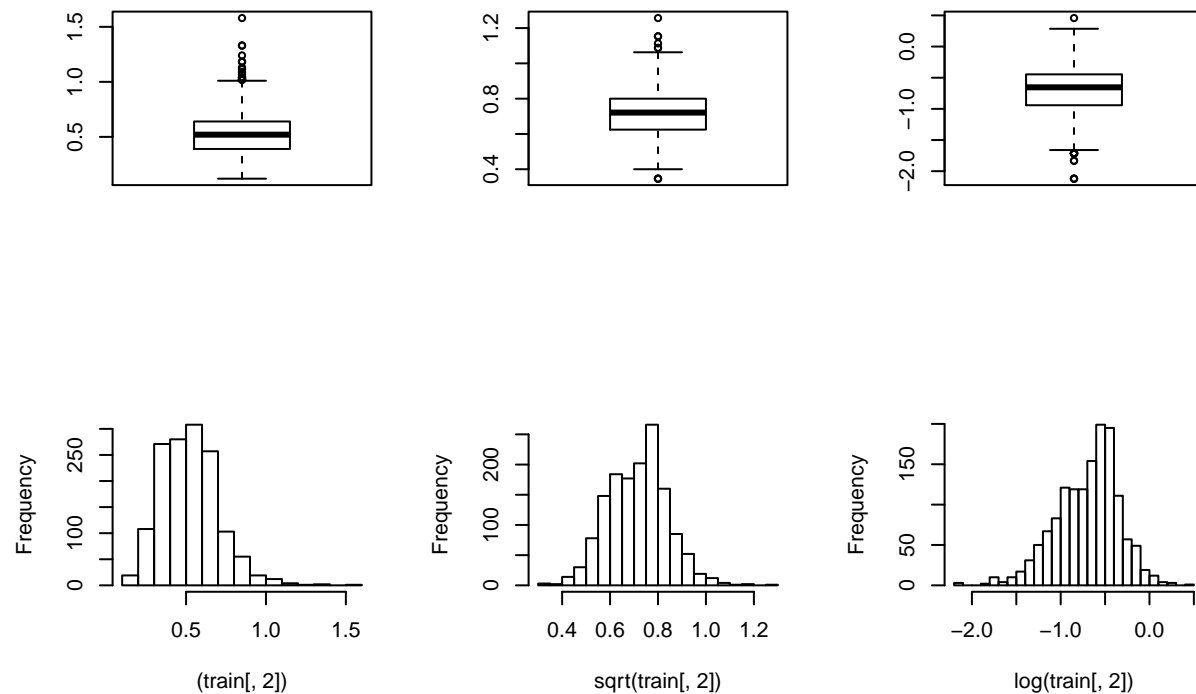 0.5 1.0 1.5
0.4 0.8 1.2
-2.0 -1.0 0.0
Frequency
0 100 250
0.5 1.0 1.5
(train[, 2])
Frequency
0 100 200
0.4 0.6 0.8 1.0 1.2
sqrt(train[, 2])
Frequency
0 50 150
-2.0 -1.0 0.0
log(train[, 2])